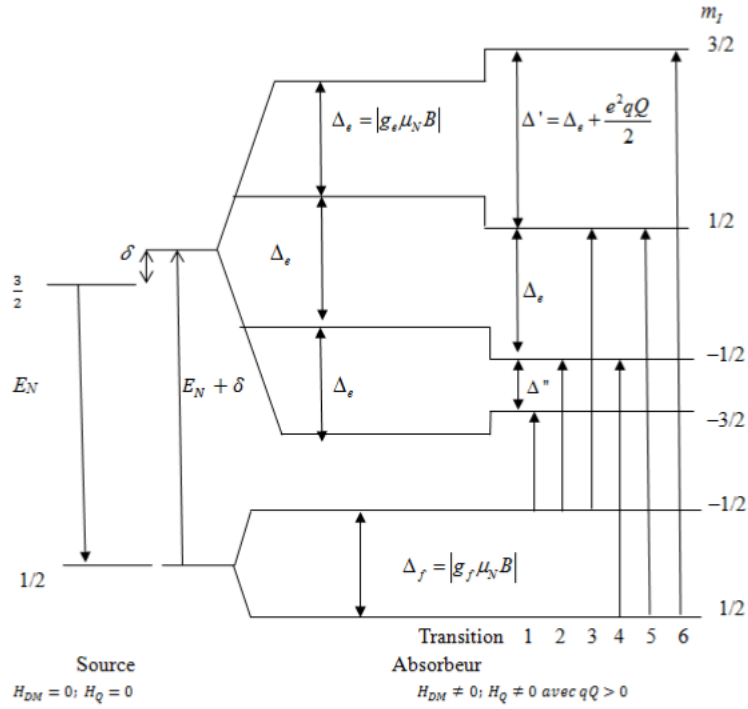 m_I
3/2
Δ_e = |g_e μ_N B|
Δ' = Δ_e + e²qQ/2
1/2
δ
Δ_e
3/2
Δ_e
−1/2
E_N
E_N + δ
Δ_e
Δ"
−3/2
−1/2
Δ_f = |g_f μ_N B|
1/2
1/2
Transition 1 2 3 4 5 6
Source Absorbeur
H_DM = 0; H_Q = 0 H_DM ≠ 0; H_Q ≠ 0 avec qQ > 0